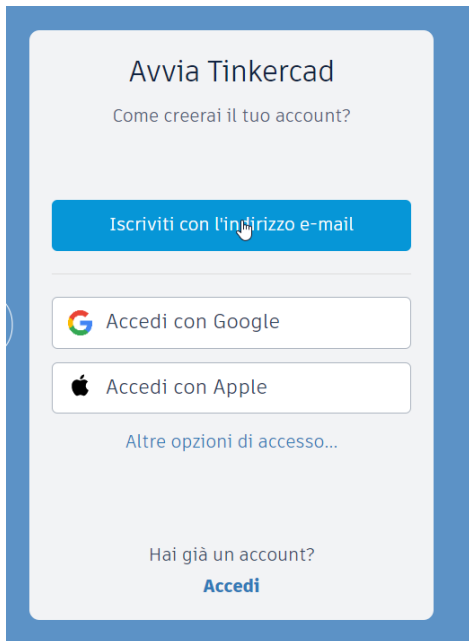 Avvia Tinkercad
Come creerai il tuo account?
Iscriviti con l'indirizzo e-mail
Accedi con Google
Accedi con Apple
Altre opzioni di accesso...
Hai già un account?
Accedi